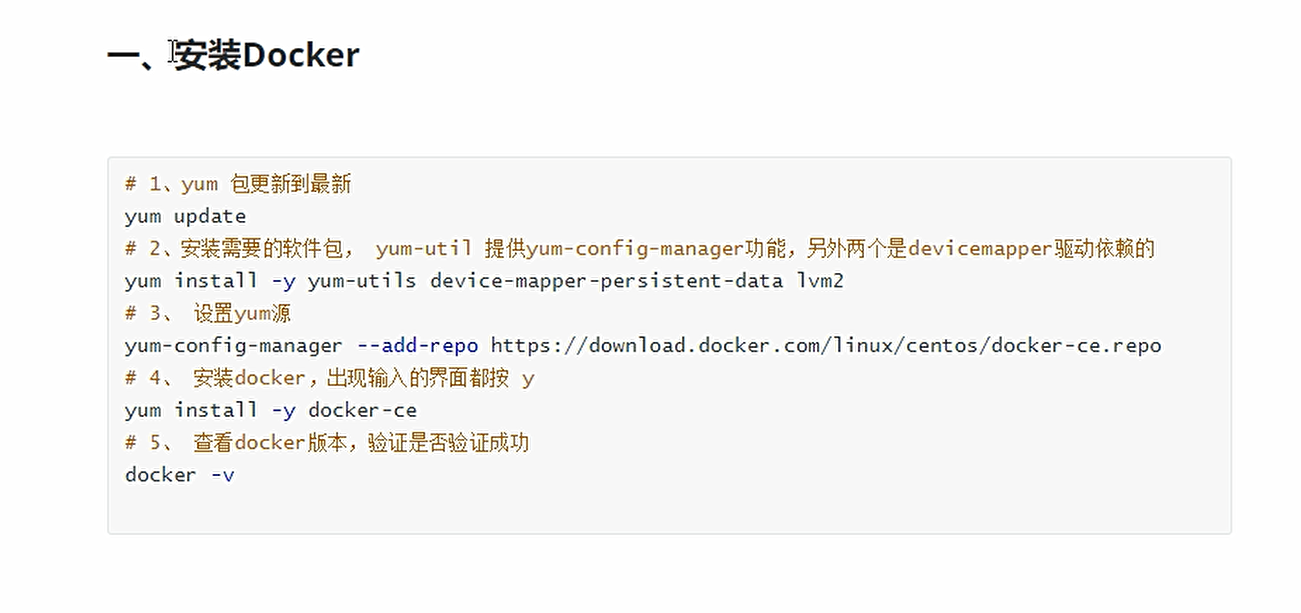 一、安装Docker
# 1、yum 包更新到最新
yum update
# 2、安装需要的软件包， yum-util 提供yum-config-manager功能，另外两个是devicemapper驱动依赖的
yum install -y yum-utils device-mapper-persistent-data lvm2
# 3、 设置yum源
yum-config-manager --add-repo https://download.docker.com/linux/centos/docker-ce.repo
# 4、 安装docker，出现输入的界面都按 y
yum install -y docker-ce
# 5、 查看docker版本，验证是否验证成功
docker -v